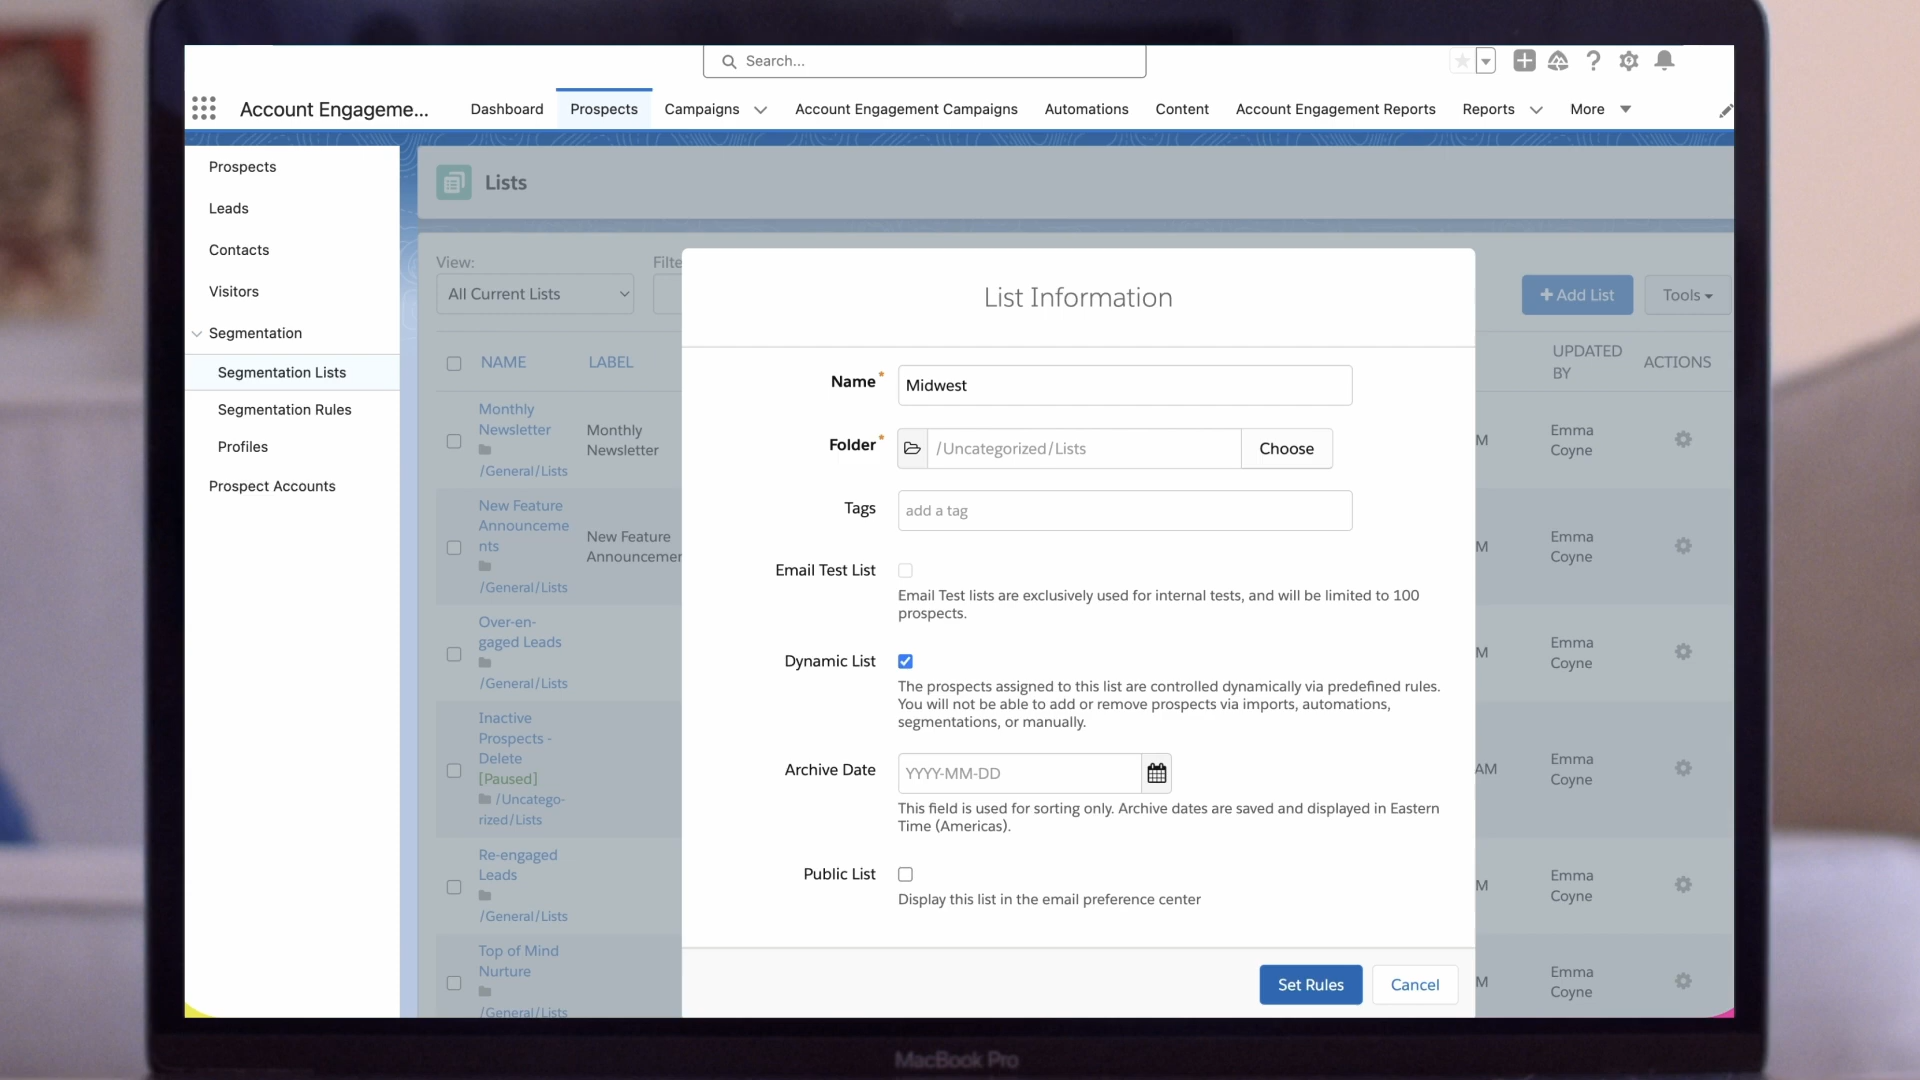 Search...
Account Engageme...
Dashboard
Prospects
Campaigns
Account Engagement Campaigns
Automations
Content
Account Engagement Reports
Reports
More
Prospects
Leads
Contacts
Visitors
Segmentation
Segmentation Lists
Segmentation Rules
Profiles
Prospect Accounts
Lists
View:
All Current Lists
+ Add List
Tools
NAME
LABEL
UPDATED
BY
ACTIONS
Monthly
Newsletter
/General/Lists
Monthly
Newsletter
Emma
Coyne
New Feature
Announceme
nts
/General/Lists
New Feature
Emma
Coyne
Over-en-
gaged Leads
/General/Lists
Emma
Coyne
Inactive
Prospects -
Delete
[Paused]
/Uncatego-
rized/Lists
AM
Emma
Coyne
Re-engaged
Leads
/General/Lists
Emma
Coyne
Top of Mind
Nurture
/General/Lists
Emma
Coyne
List Information
Name*
Midwest
Folder*
/Uncategorized/Lists
Choose
Tags
add a tag
Email Test List
Email Test lists are exclusively used for internal tests, and will be limited to 100
prospects.
Dynamic List
The prospects assigned to this list are controlled dynamically via predefined rules.
You will not be able to add or remove prospects via imports, automations,
segmentations, or manually.
Archive Date
YYYY-MM-DD
This field is used for sorting only. Archive dates are saved and displayed in Eastern
Time (Americas).
Public List
Display this list in the email preference center
Set Rules
Cancel
MacBook Pro